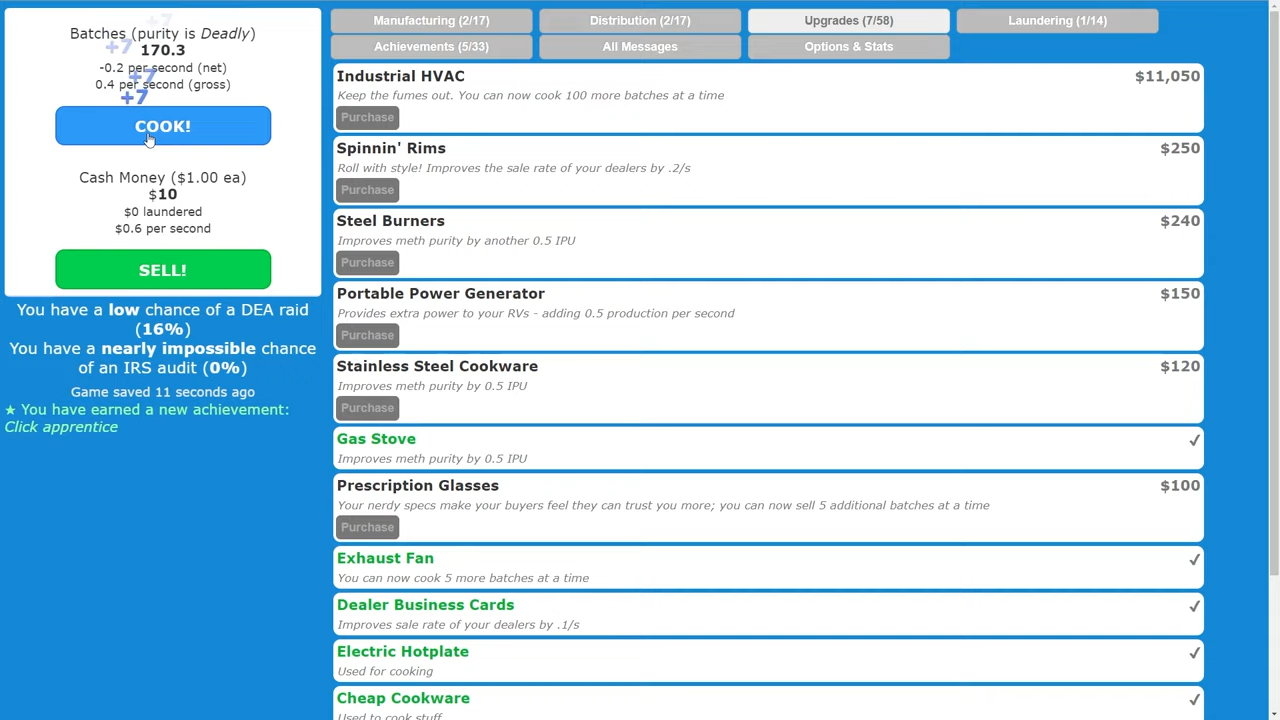 Batches (purity is Deadly)
+7
+7
170.3
-0.2 per second (net)
+7
0.4 per second (gross)
+7
COOK!
Cash Money ($1.00 ea)
$10
$0 laundered
$0.6 per second
SELL!
You have a low chance of a DEA raid
(16%)
You have a nearly impossible chance
of an IRS audit (0%)
Game saved 11 seconds ago
★ You have earned a new achievement:
Click apprentice
Manufacturing (2/17)
Distribution (2/17)
Upgrades (7/58)
Laundering (1/14)
Achievements (5/33)
All Messages
Options & Stats
Industrial HVAC
$11,050
Keep the fumes out. You can now cook 100 more batches at a time
Purchase
Spinnin' Rims
$250
Roll with style! Improves the sale rate of your dealers by .2/s
Purchase
Steel Burners
$240
Improves meth purity by another 0.5 IPU
Purchase
Portable Power Generator
$150
Provides extra power to your RVs - adding 0.5 production per second
Purchase
Stainless Steel Cookware
$120
Improves meth purity by 0.5 IPU
Purchase
Gas Stove
✓
Improves meth purity by 0.5 IPU
Prescription Glasses
$100
Your nerdy specs make your buyers feel they can trust you more; you can now sell 5 additional batches at a time
Purchase
Exhaust Fan
✓
You can now cook 5 more batches at a time
Dealer Business Cards
✓
Improves sale rate of your dealers by .1/s
Electric Hotplate
✓
Used for cooking
Cheap Cookware
✓
Used to cook stuff